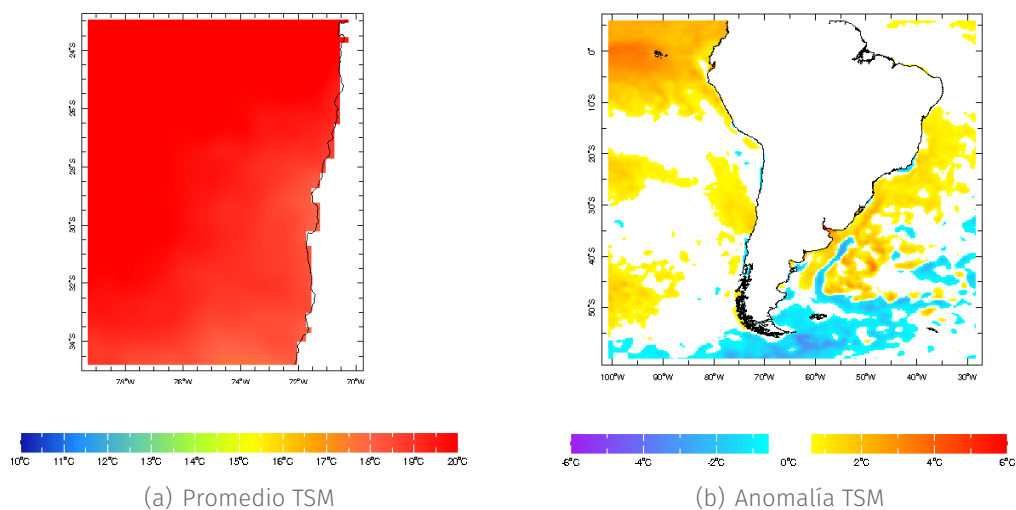 24°S
26°S
28°S
30°S
32°S
34°S
78°W 76°W 74°W 72°W 70°W
10°C 11°C 12°C 13°C 14°C 15°C 16°C 17°C 18°C 19°C 20°C
(a) Promedio TSM
0°
10°S
20°S
30°S
40°S
50°S
100°W 90°W 80°W 70°W 60°W 50°W 40°W 30°W
-6°C -4°C -2°C 0°C 2°C 4°C 6°C
(b) Anomalía TSM